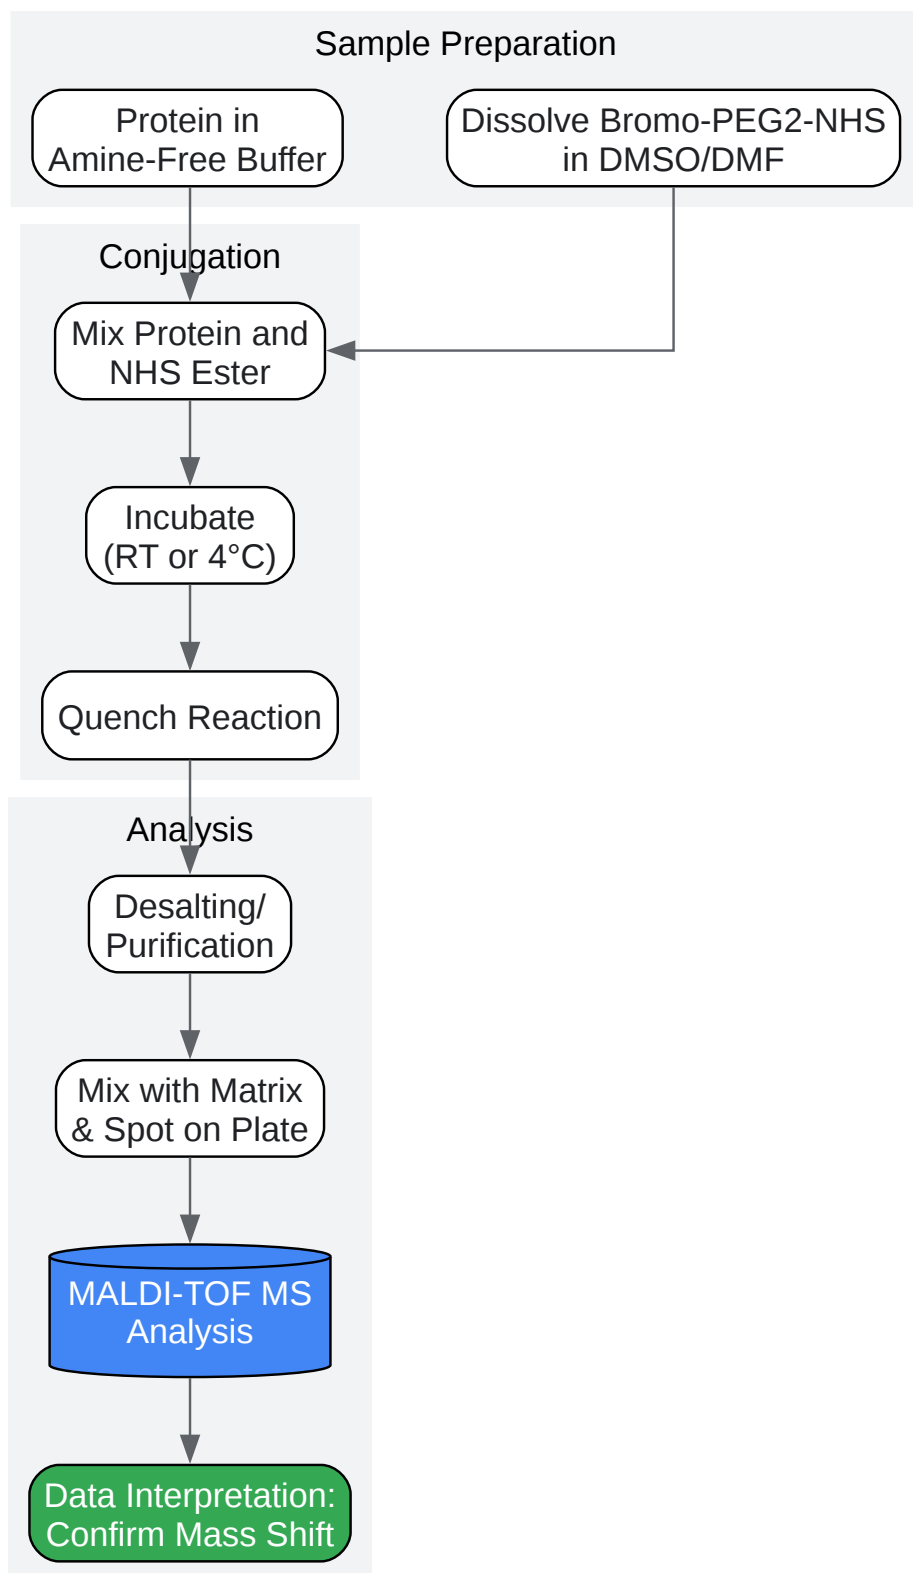 Sample Preparation
Protein in
Amine-Free Buffer
Dissolve Bromo-PEG2-NHS
in DMSO/DMF
Conjugation
Mix Protein and
NHS Ester
Incubate
(RT or 4°C)
Quench Reaction
Analysis
Desalting/
Purification
Mix with Matrix
& Spot on Plate
MALDI-TOF MS
Analysis
Data Interpretation:
Confirm Mass Shift